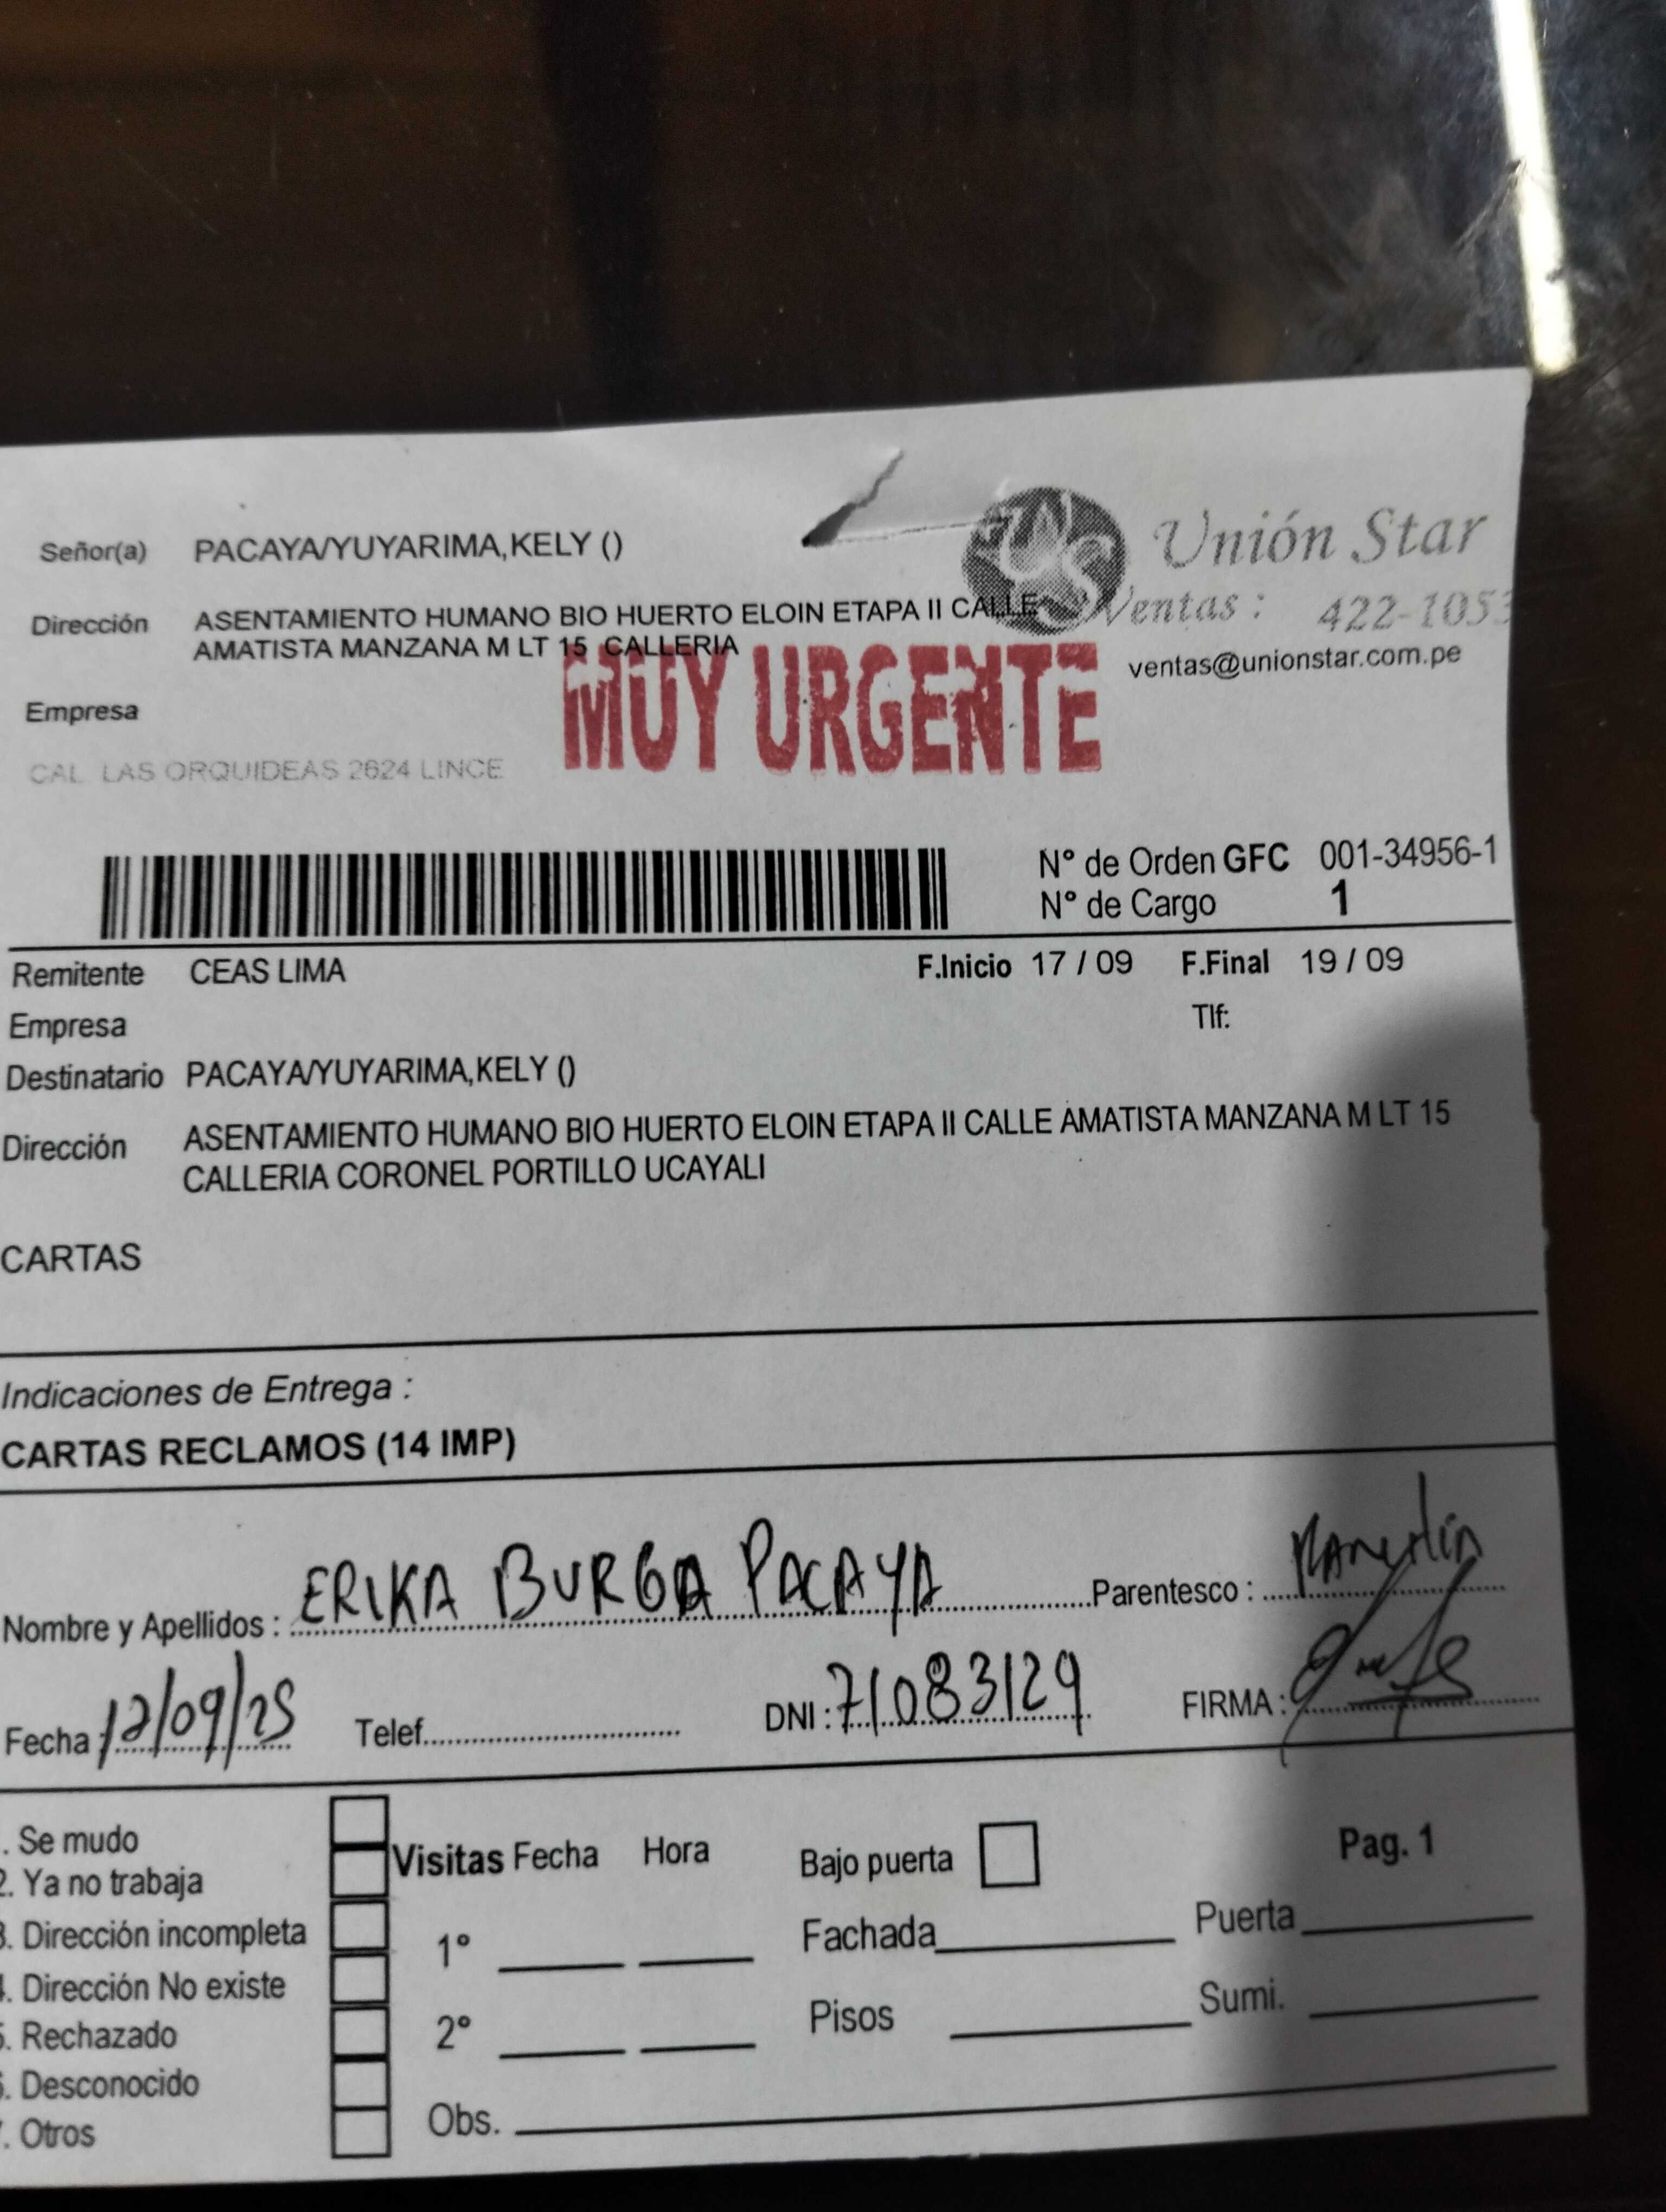 Señor(a) PACAYA/YUYARIMA,KELY ()
Unión Star
Dirección ASENTAMIENTO HUMANO BIO HUERTO ELOIN ETAPA II CALLE
AMATISTA MANZANA M LT 15 CALLERIA
Ventas : 422-1053
ventas@unionstar.com.pe
MUY URGENTE
Empresa
CAL LAS ORQUIDEAS 2624 LINCE
N° de Orden GFC 001-34956-1
N° de Cargo 1
Remitente CEAS LIMA F.Inicio 17 / 09 F.Final 19 / 09
Empresa Tlf:
Destinatario PACAYA/YUYARIMA,KELY ()
Dirección ASENTAMIENTO HUMANO BIO HUERTO ELOIN ETAPA II CALLE AMATISTA MANZANA M LT 15
CALLERIA CORONEL PORTILLO UCAYALI
CARTAS
Indicaciones de Entrega :
CARTAS RECLAMOS (14 IMP)
Nombre y Apellidos : ERIKA BURGA PACAYA Parentesco :
Fecha /09/25 Telef. DNI : 71083129 FIRMA :
. Se mudo
2. Ya no trabaja
3. Dirección incompleta
4. Dirección No existe
5. Rechazado
6. Desconocido
7. Otros
Visitas Fecha Hora
1°
2°
Obs.
Bajo puerta
Fachada
Pisos
Pag. 1
Puerta
Sumi.